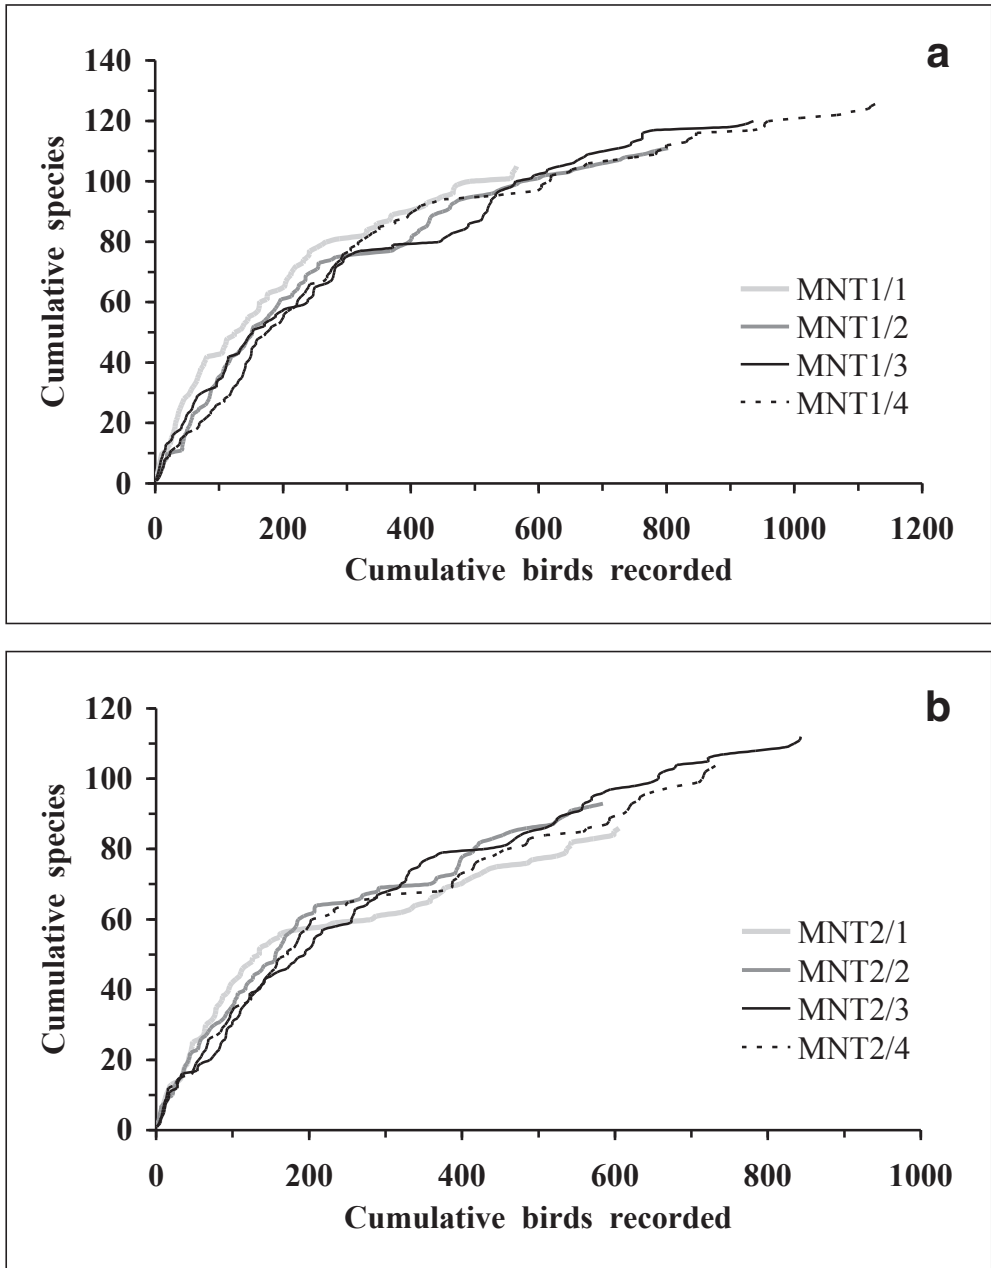 a
140
120
100
80
60
40
20
0
Cumulative species
0 200 400 600 800 1000 1200
Cumulative birds recorded
MNT1/1
MNT1/2
MNT1/3
MNT1/4
b
120
100
80
60
40
20
0
Cumulative species
0 200 400 600 800 1000
Cumulative birds recorded
MNT2/1
MNT2/2
MNT2/3
MNT2/4